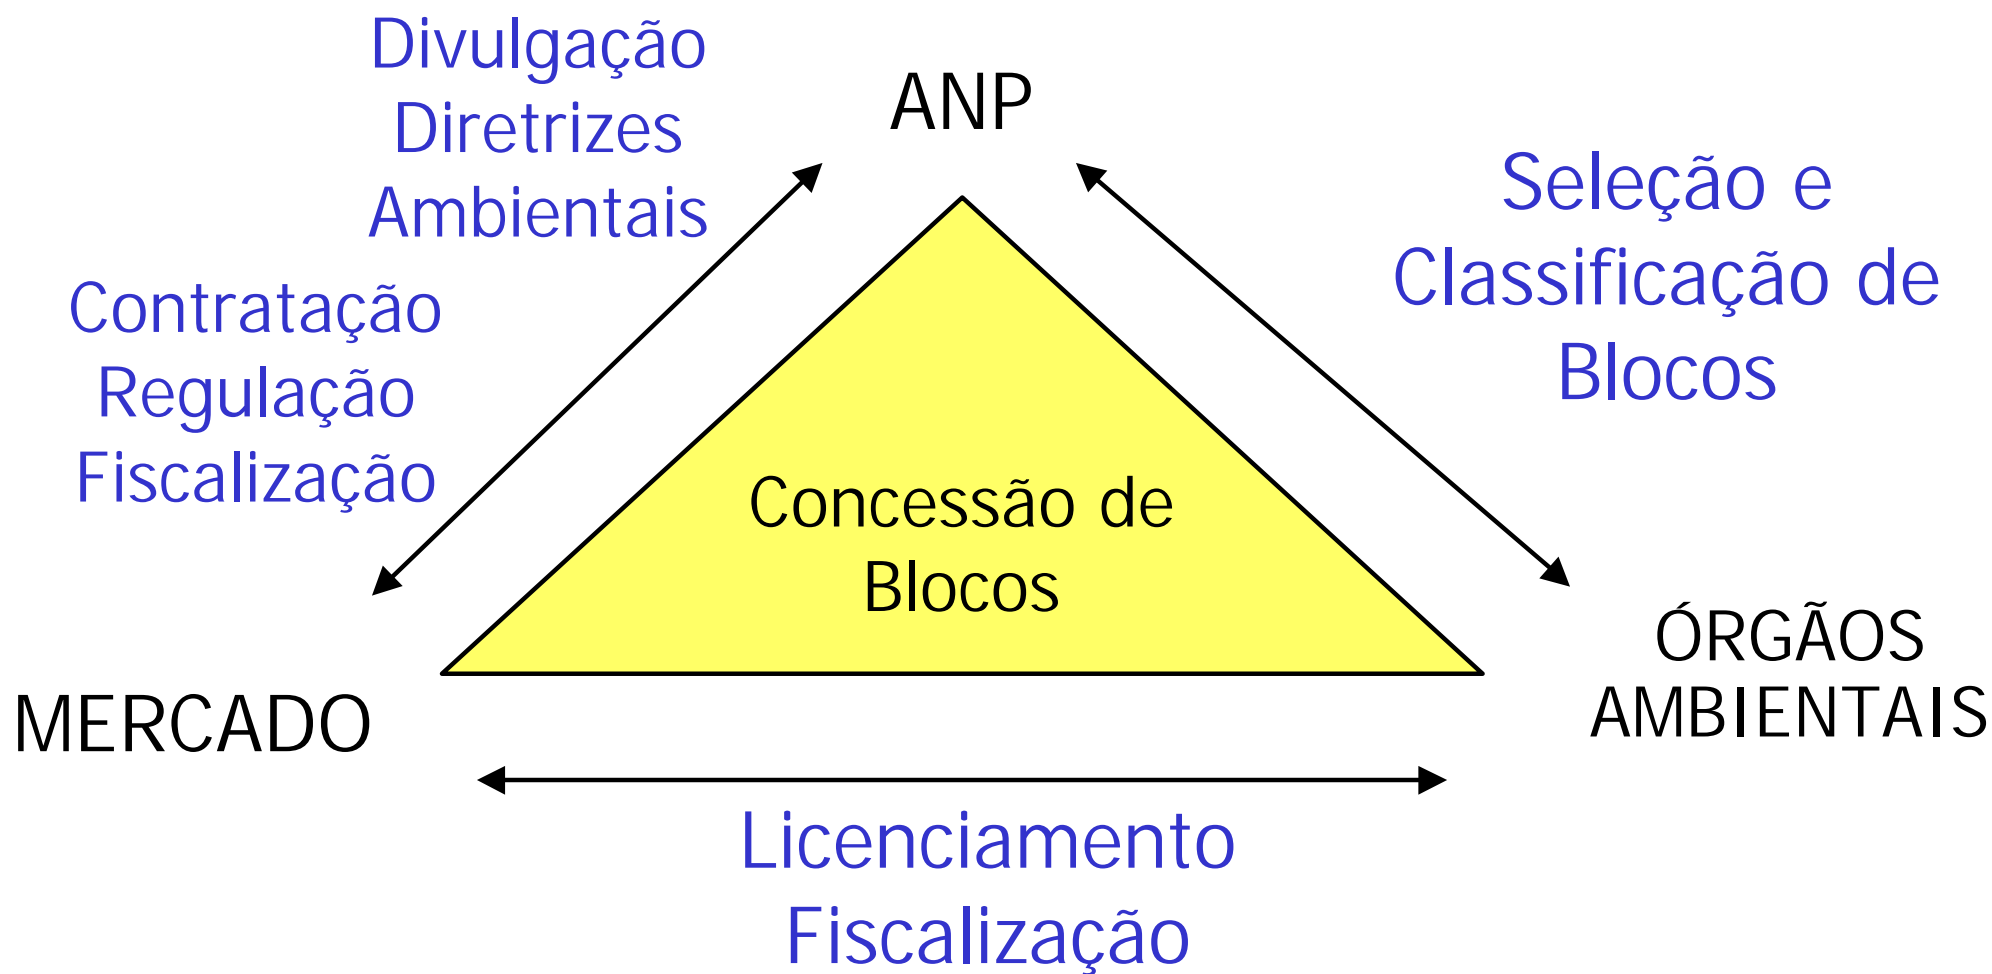 Divulgação
Diretrizes
Ambientais
ANP
Seleção e
Classificação de
Blocos
Contratação
Regulação
Fiscalização
Concessão de
Blocos
MERCADO
ÓRGÃOS
AMBIENTAIS
Licenciamento
Fiscalização